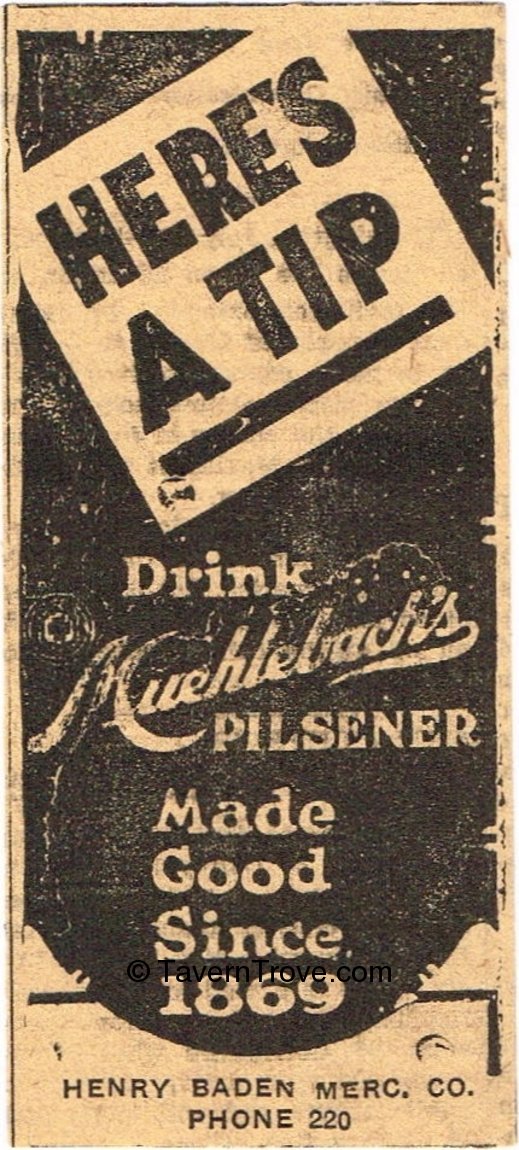 HERE'S
A TIP
Drink
Muehlebach's
PILSENER
Made
Good
Since
© TavernTrove.com
1869
HENRY BADEN MERC. CO.
PHONE 220